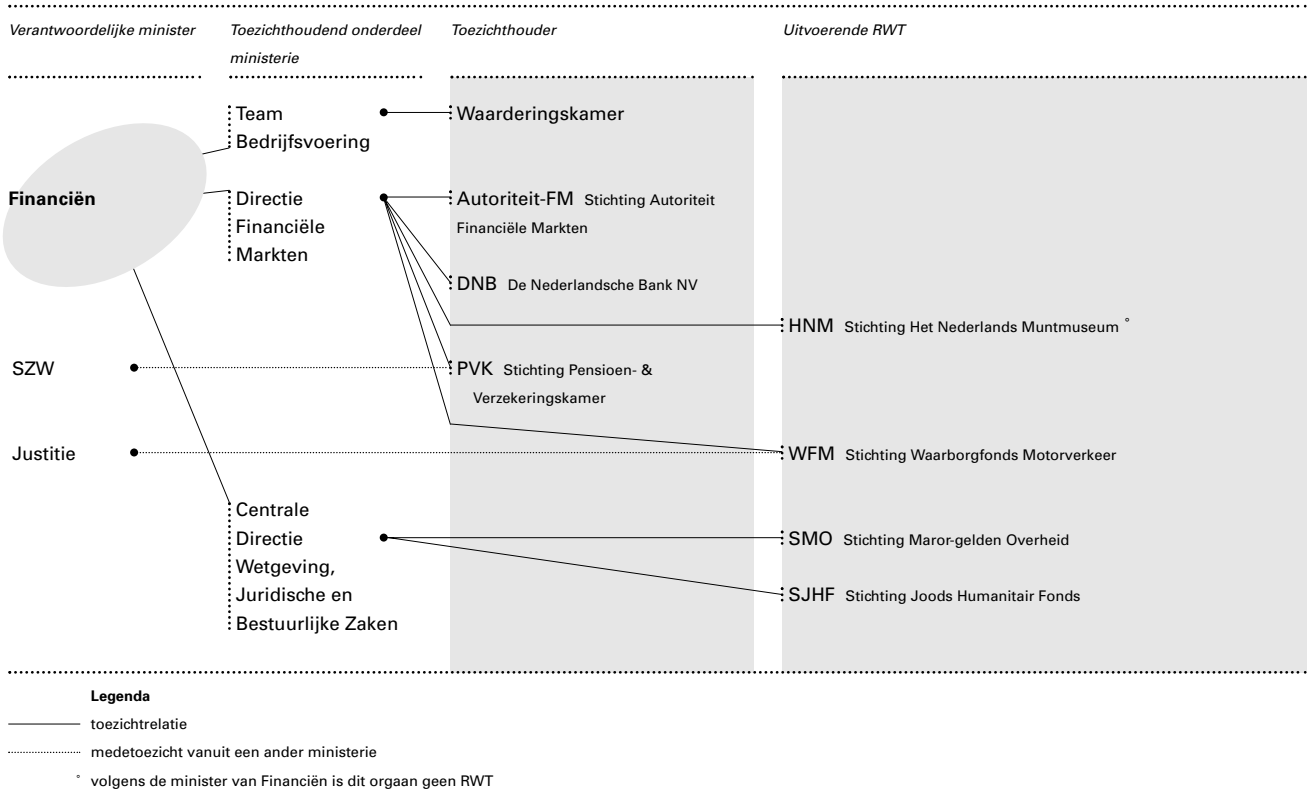 Verantwoordelijke minister
Toezichthoudend onderdeel
ministerie
Toezichthouder
Uitvoerende RWT
Team
Bedrijfsvoering
Waarderingskamer
Financiën
Directie
Financiële
Markten
Autoriteit-FM Stichting Autoriteit
Financiële Markten
DNB De Nederlandsche Bank NV
HNM Stichting Het Nederlands Muntmuseum °
SZW
PVK Stichting Pensioen- &
Verzekeringskamer
Justitie
WFM Stichting Waarborgfonds Motorverkeer
Centrale
Directie
Wetgeving,
Juridische en
Bestuurlijke Zaken
SMO Stichting Maror-gelden Overheid
SJHF Stichting Joods Humanitair Fonds
Legenda
toezichtrelatie
medetoezicht vanuit een ander ministerie
° volgens de minister van Financiën is dit orgaan geen RWT